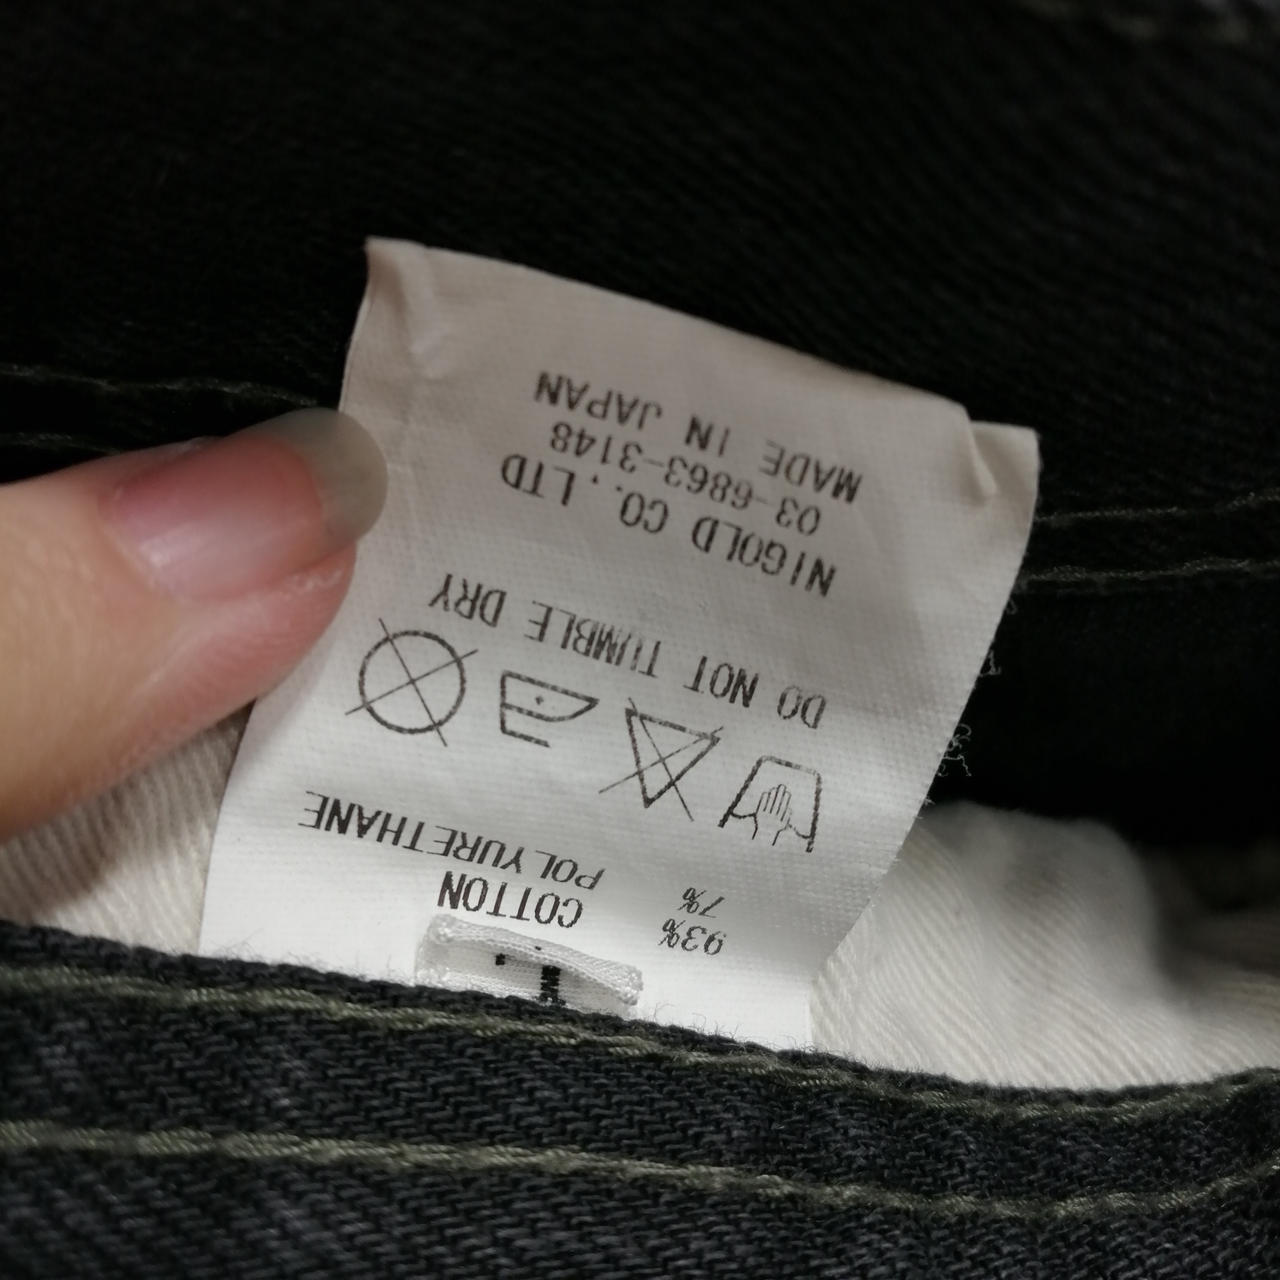 93% COTTON
7% POLYURETHANE
DO NOT TUMBLE DRY
NIGOLD CO.,LTD
03-6863-3148
MADE IN JAPAN